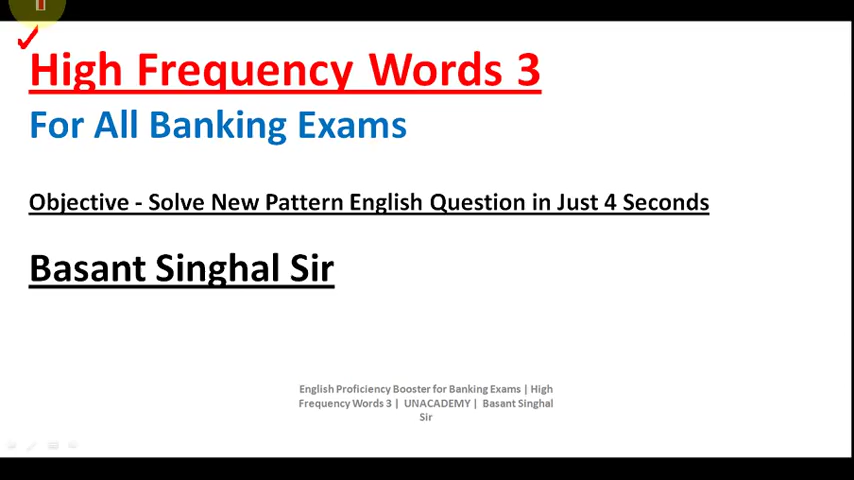 High Frequency Words 3
For All Banking Exams
Objective - Solve New Pattern English Question in Just 4 Seconds
Basant Singhal Sir
English Proficiency Booster for Banking Exams | High
Frequency Words 3 | UNACADEMY | Basant Singhal
Sir